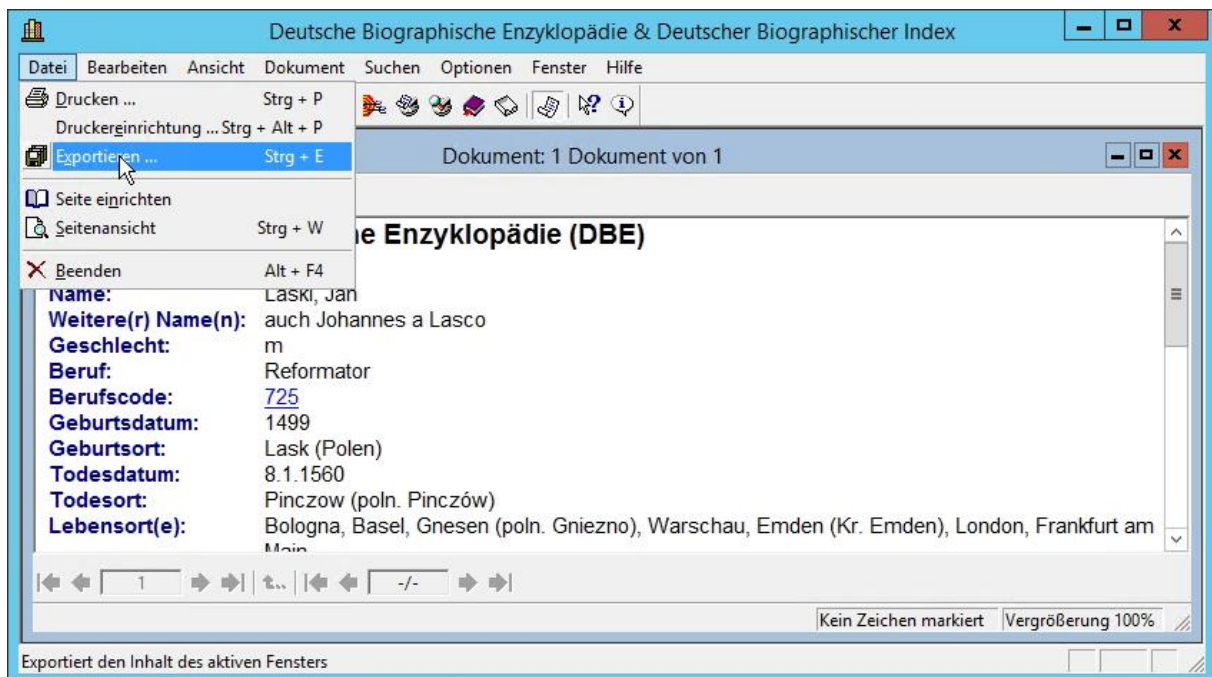 Deutsche Biographische Enzyklopädie & Deutscher Biographischer Index
Datei Bearbeiten Ansicht Dokument Suchen Optionen Fenster Hilfe
Drucken ... Strg + P
Druckereinrichtung ... Strg + Alt + P
Exportieren ... Strg + E
Dokument: 1 Dokument von 1
Seite einrichten
Seitenansicht Strg + W
e Enzyklopädie (DBE)
Beenden Alt + F4
Name: Laski, Jan
Weitere(r) Name(n): auch Johannes a Lasco
Geschlecht: m
Beruf: Reformator
Berufscode: 725
Geburtsdatum: 1499
Geburtsort: Lask (Polen)
Todesdatum: 8.1.1560
Todesort: Pinczow (poln. Pinczów)
Lebensort(e): Bologna, Basel, Gnesen (poln. Gniezno), Warschau, Emden (Kr. Emden), London, Frankfurt am
Main
1 -/-
Kein Zeichen markiert Vergrößerung 100%
Exportiert den Inhalt des aktiven Fensters